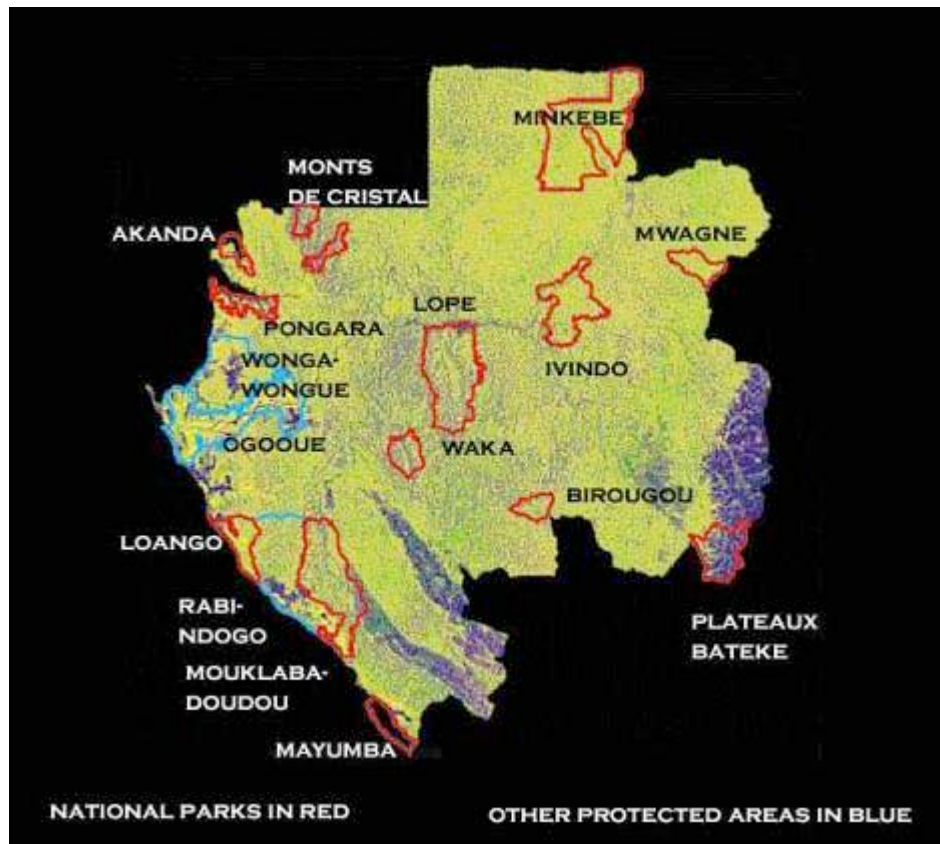 MINKEBE
MONTS
DE CRISTAL
AKANDA
MWAGNE
LOPE
PONGARA
WONGA-
WONGUE
IVINDO
OGOOUE
WAKA
BIROUGOU
LOANGO
RABI-
NDOGO
PLATEAUX
BATEKE
MOUKLABA-
DOUDOU
MAYUMBA
NATIONAL PARKS IN RED
OTHER PROTECTED AREAS IN BLUE